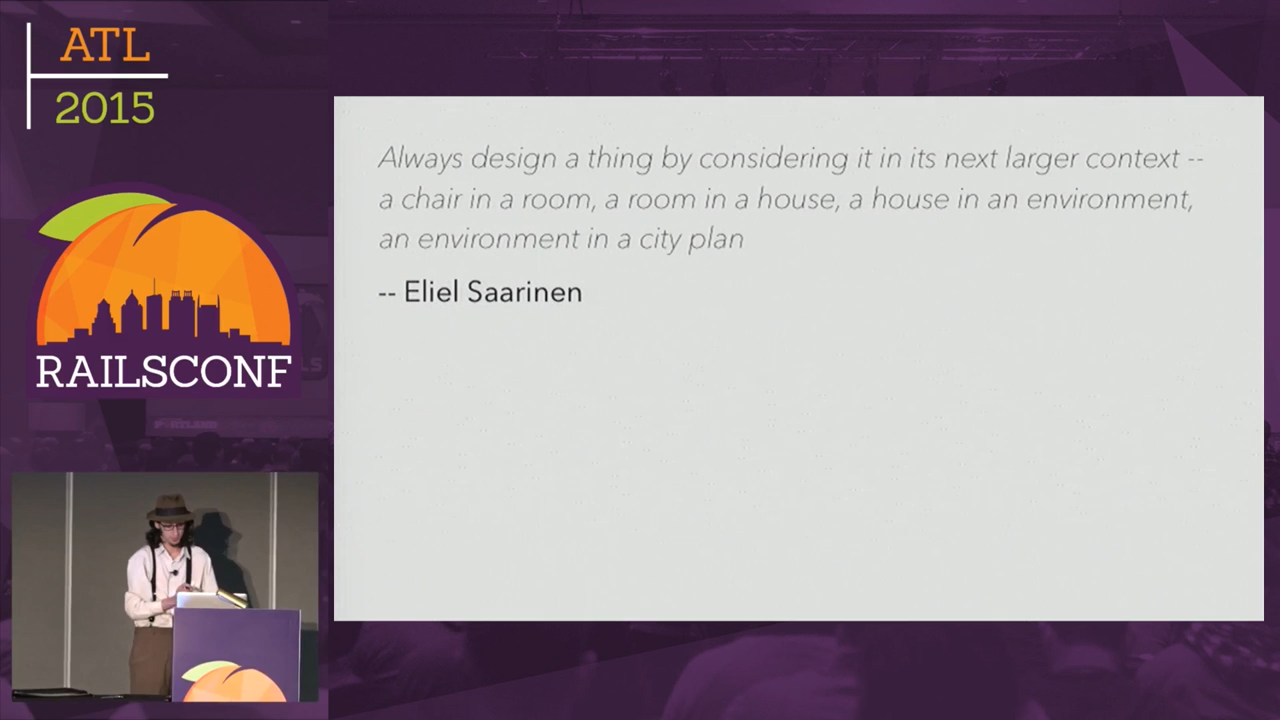 ATL
2015
RAILSCONF
Always design a thing by considering it in its next larger context --
a chair in a room, a room in a house, a house in an environment,
an environment in a city plan
-- Eliel Saarinen